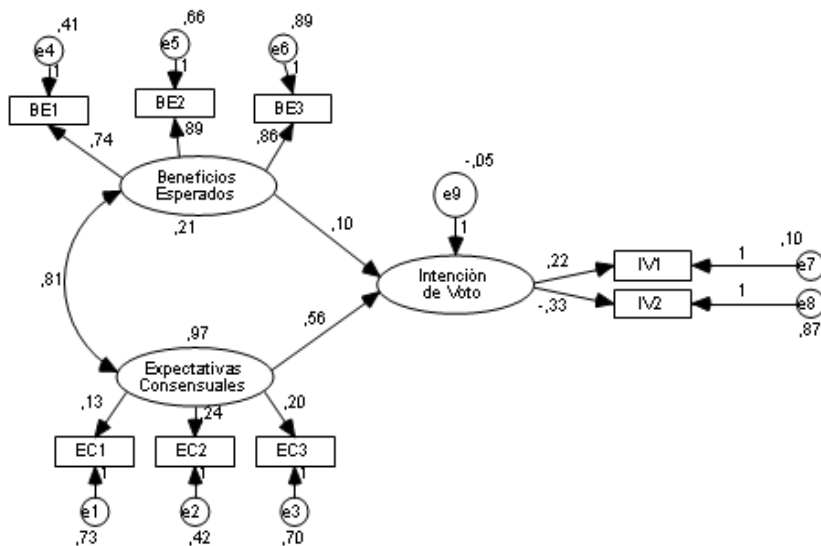 ,41
,66
,89
e4
e5
e6
1
1
1
BE1
BE2
BE3
,74
,89
,86
Beneficios
Esperados
,21
-,05
e9
1
,10
,81
Intención
de Voto
,22
IV1
1
,10
e7
-,33
IV2
1
e8
,87
,56
,97
Expectativas
Consensuales
,13
,24
,20
EC1
EC2
EC3
1
1
1
e1
e2
e3
,73
,42
,70